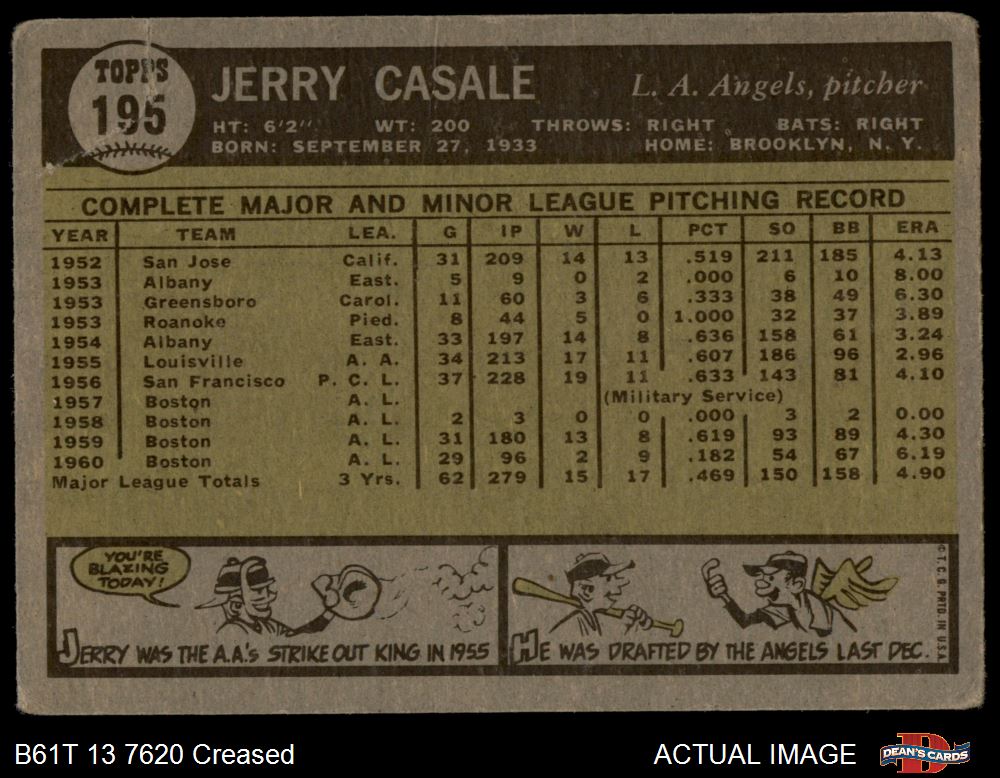 TOPPS
195
JERRY CASALE
L. A. Angels, pitcher
HT: 6'2" WT: 200 THROWS: RIGHT BATS: RIGHT
BORN: SEPTEMBER 27, 1933 HOME: BROOKLYN, N. Y.
COMPLETE MAJOR AND MINOR LEAGUE PITCHING RECORD
YEAR TEAM LEA. G IP W L PCT SO BB ERA
1952 San Jose Calif. 31 209 14 13 .519 211 185 4.13
1953 Albany East. 5 9 0 2 .000 6 10 8.00
1953 Greensboro Carol. 11 60 3 6 .333 38 49 6.30
1953 Roanoke Pied. 8 44 5 0 1.000 32 37 3.89
1954 Albany East. 33 197 14 8 .636 158 61 3.24
1955 Louisville A. A. 34 213 17 11 .607 186 96 2.96
1956 San Francisco P. C. L. 37 228 19 11 .633 143 81 4.10
1957 Boston A. L. (Military Service)
1958 Boston A. L. 2 3 0 0 .000 3 2 0.00
1959 Boston A. L. 31 180 13 8 .619 93 89 4.30
1960 Boston A. L. 29 96 2 9 .182 54 67 6.19
Major League Totals 3 Yrs. 62 279 15 17 .469 150 158 4.90
YOU'RE
BLAZING
TODAY!
JERRY WAS THE A.A.'s STRIKE OUT KING IN 1955
HE WAS DRAFTED BY THE ANGELS LAST DEC.
© T. C. G. PRTD. IN U.S.A.
B61T 13 7620 Creased
ACTUAL IMAGE
DEAN'S CARDS